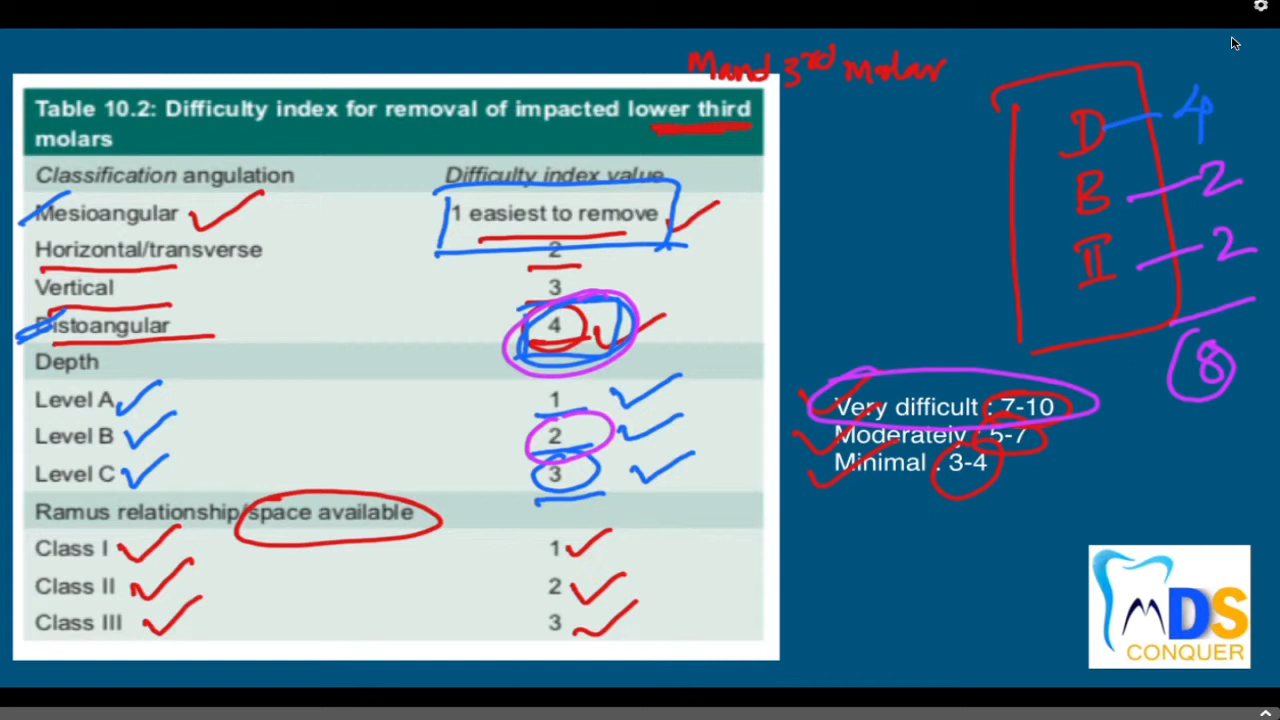 Mand 3rd molar
Table 10.2: Difficulty index for removal of impacted lower third
molars
Classification angulation Difficulty index value
Mesioangular 1 easiest to remove
Horizontal/transverse 2
Vertical 3
Distoangular 4
Depth
Level A 1
Level B 2
Level C 3
Ramus relationship/space available
Class I 1
Class II 2
Class III 3
D 4
B 2
II 2
8
Very difficult : 7-10
Moderately : 5-7
Minimal : 3-4
MDS
CONQUER